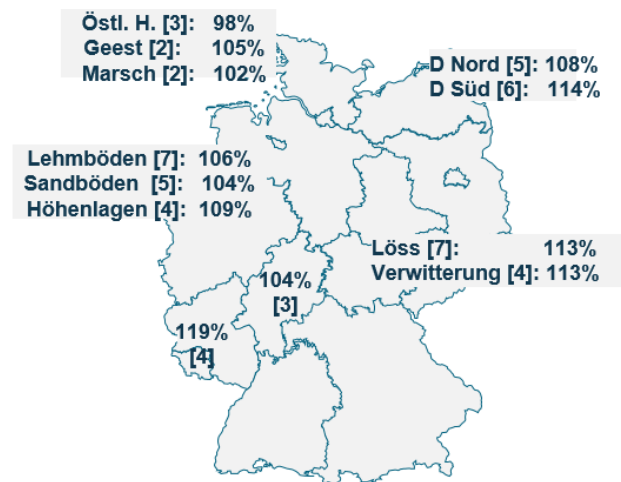 Östl. H. [3]: 98%
Geest [2]: 105%
Marsch [2]: 102%
D Nord [5]: 108%
D Süd [6]: 114%
Lehmböden [7]: 106%
Sandböden [5]: 104%
Höhenlagen [4]: 109%
Löss [7]: 113%
Verwitterung [4]: 113%
104%
[3]
119%
[4]